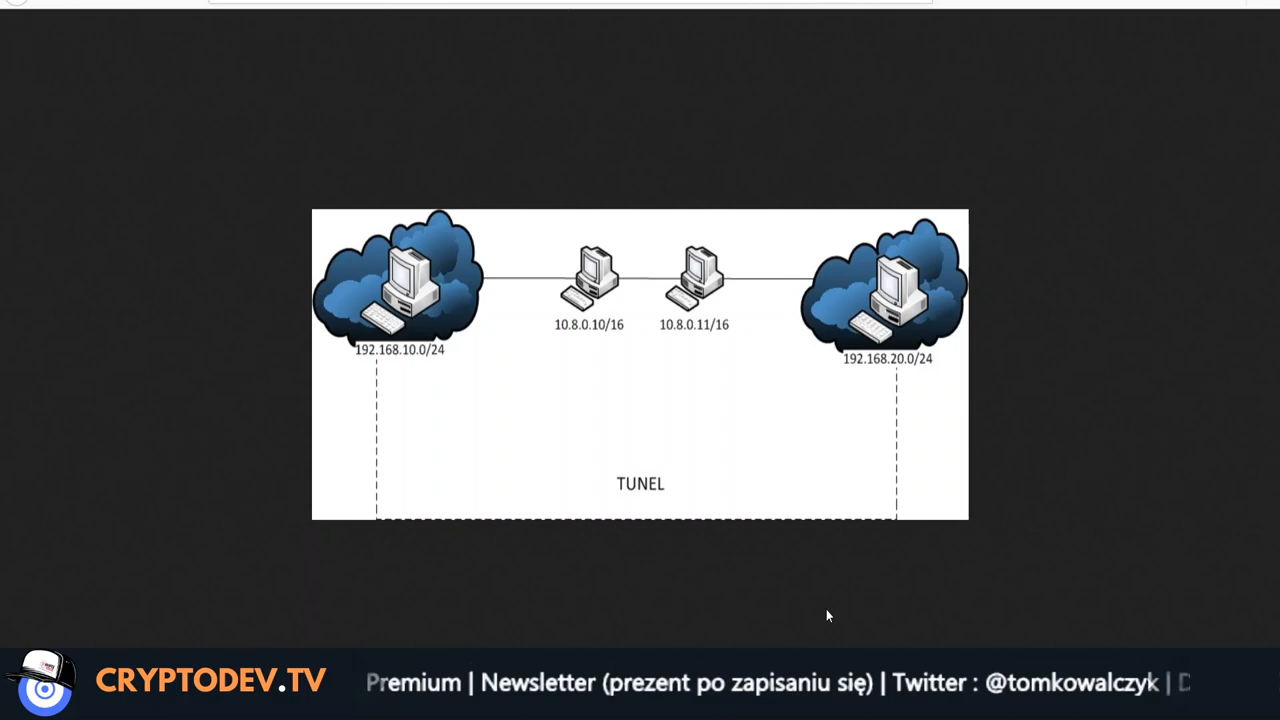 10.8.0.10/16
10.8.0.11/16
192.168.10.0/24
192.168.20.0/24
TUNEL
CRYPTODEV.TV
Premium | Newsletter (prezent po zapisaniu się) | Twitter : @tomkowalczyk |